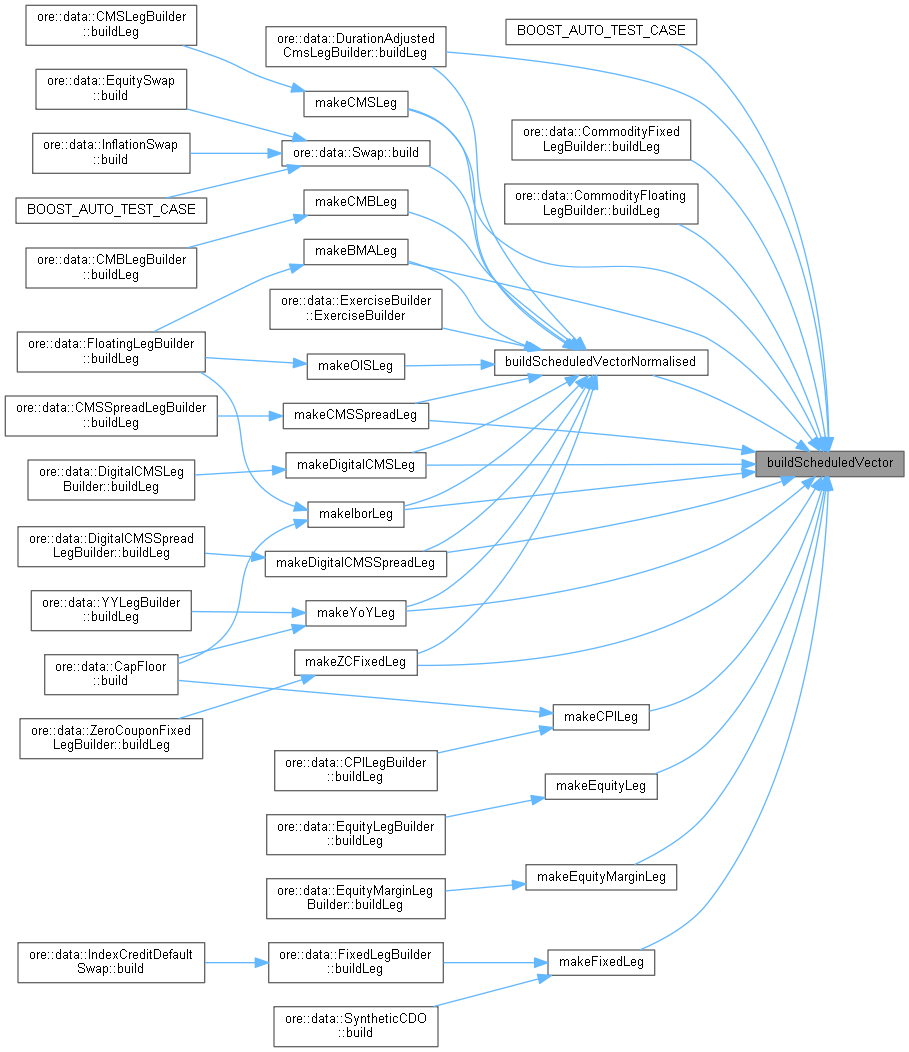 ore::data::CMSLegBuilder
::buildLeg
ore::data::DurationAdjusted
CmsLegBuilder::buildLeg
BOOST_AUTO_TEST_CASE
ore::data::EquitySwap
::build
makeCMSLeg
ore::data::CommodityFixed
LegBuilder::buildLeg
ore::data::InflationSwap
::build
ore::data::Swap::build
BOOST_AUTO_TEST_CASE
makeCMBLeg
ore::data::CommodityFloating
LegBuilder::buildLeg
ore::data::CMBLegBuilder
::buildLeg
makeBMALeg
ore::data::ExerciseBuilder
::ExerciseBuilder
ore::data::FloatingLegBuilder
::buildLeg
makeOISLeg
buildScheduledVectorNormalised
ore::data::CMSSpreadLegBuilder
::buildLeg
makeCMSSpreadLeg
ore::data::DigitalCMSLeg
Builder::buildLeg
makeDigitalCMSLeg
buildScheduledVector
makeIborLeg
ore::data::DigitalCMSSpread
LegBuilder::buildLeg
makeDigitalCMSSpreadLeg
ore::data::YYLegBuilder
::buildLeg
makeYoYLeg
ore::data::CapFloor
::build
makeZCFixedLeg
ore::data::ZeroCouponFixed
LegBuilder::buildLeg
makeCPILeg
ore::data::CPILegBuilder
::buildLeg
makeEquityLeg
ore::data::EquityLegBuilder
::buildLeg
makeEquityMarginLeg
ore::data::EquityMarginLeg
Builder::buildLeg
ore::data::IndexCreditDefault
Swap::build
ore::data::FixedLegBuilder
::buildLeg
makeFixedLeg
ore::data::SyntheticCDO
::build